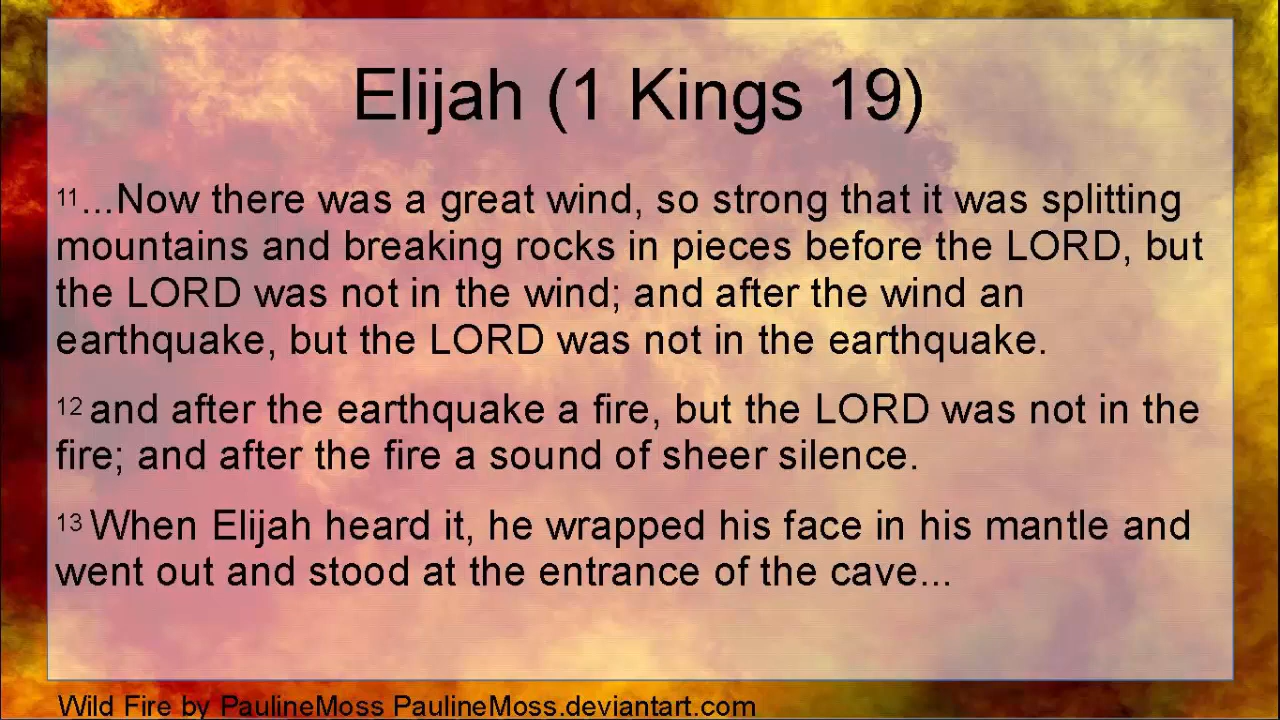 Elijah (1 Kings 19)
11...Now there was a great wind, so strong that it was splitting
mountains and breaking rocks in pieces before the LORD, but
the LORD was not in the wind; and after the wind an
earthquake, but the LORD was not in the earthquake.
12 and after the earthquake a fire, but the LORD was not in the
fire; and after the fire a sound of sheer silence.
13 When Elijah heard it, he wrapped his face in his mantle and
went out and stood at the entrance of the cave...
Wild Fire by PaulineMoss PaulineMoss.deviantart.com